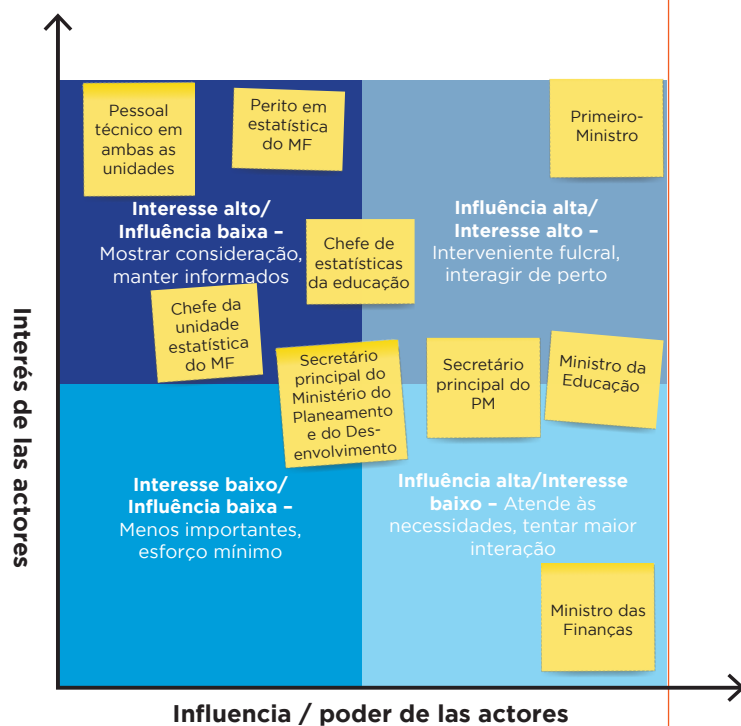 Pessoal
técnico em
ambas as
unidades
Perito em
estatística
do MF
Primeiro-
Ministro
Interesse alto/
Influência baixa –
Mostrar consideração,
manter informados
Chefe de
estatísticas
da educação
Influência alta/
Interesse alto –
Interveniente fulcral,
interagir de perto
Chefe da
unidade
estatística
do MF
Secretário
principal do
Ministério do
Planeamento
e do Des-
envolvimento
Secretário
principal do
PM
Ministro da
Educação
Interesse baixo/
Influência baixa –
Menos importantes,
esforço mínimo
Influência alta/Interesse
baixo – Atende às
necessidades, tentar maior
interação
Ministro das
Finanças
Interés de las actores
Influencia / poder de las actores